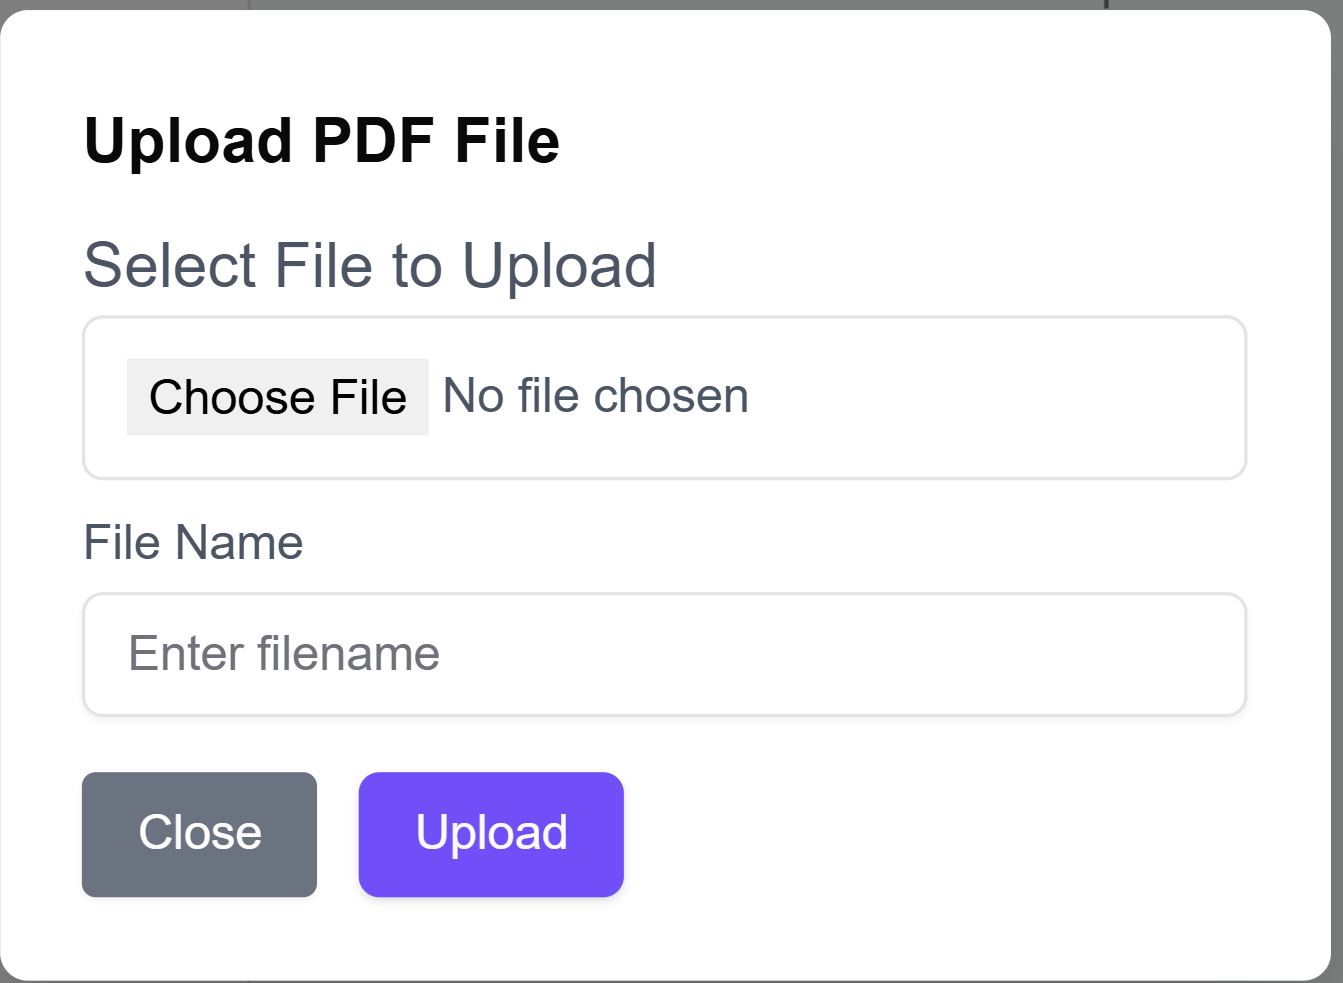 Upload PDF File
Select File to Upload
Choose File No file chosen
File Name
Enter filename
Close Upload